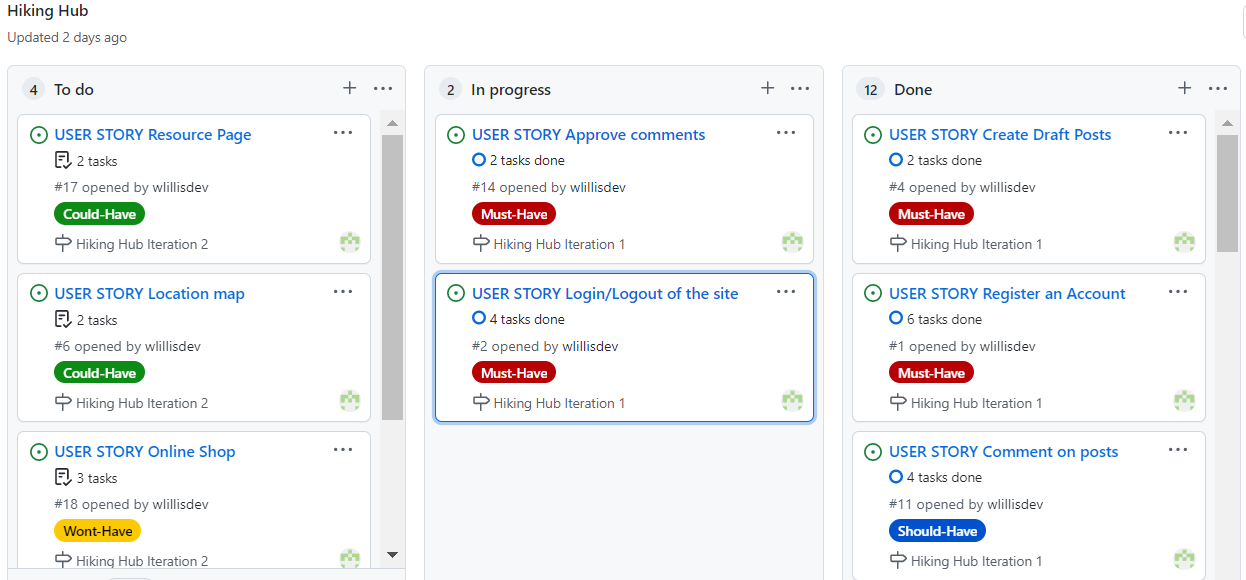 Hiking Hub
Updated 2 days ago
4 To do
USER STORY Resource Page
2 tasks
#17 opened by wlillisdev
Could-Have
Hiking Hub Iteration 2
USER STORY Location map
2 tasks
#6 opened by wlillisdev
Could-Have
Hiking Hub Iteration 2
USER STORY Online Shop
3 tasks
#18 opened by wlillisdev
Wont-Have
Hiking Hub Iteration 2
2 In progress
USER STORY Approve comments
2 tasks done
#14 opened by wlillisdev
Must-Have
Hiking Hub Iteration 1
USER STORY Login/Logout of the site
4 tasks done
#2 opened by wlillisdev
Must-Have
Hiking Hub Iteration 1
12 Done
USER STORY Create Draft Posts
2 tasks done
#4 opened by wlillisdev
Must-Have
Hiking Hub Iteration 1
USER STORY Register an Account
6 tasks done
#1 opened by wlillisdev
Must-Have
Hiking Hub Iteration 1
USER STORY Comment on posts
4 tasks done
#11 opened by wlillisdev
Should-Have
Hiking Hub Iteration 1